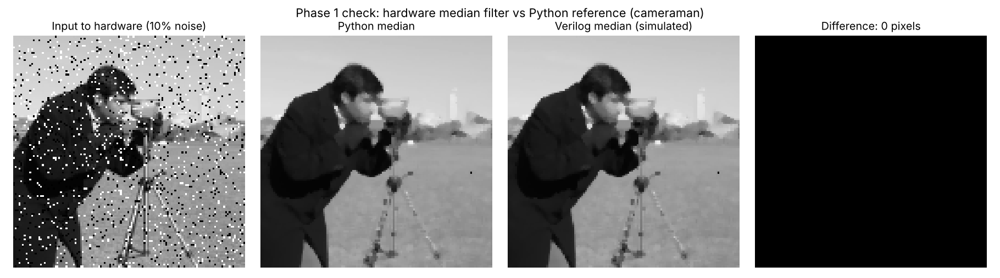 Phase 1 check: hardware median filter vs Python reference (cameraman)
Input to hardware (10% noise)
Python median
Verilog median (simulated)
Difference: 0 pixels